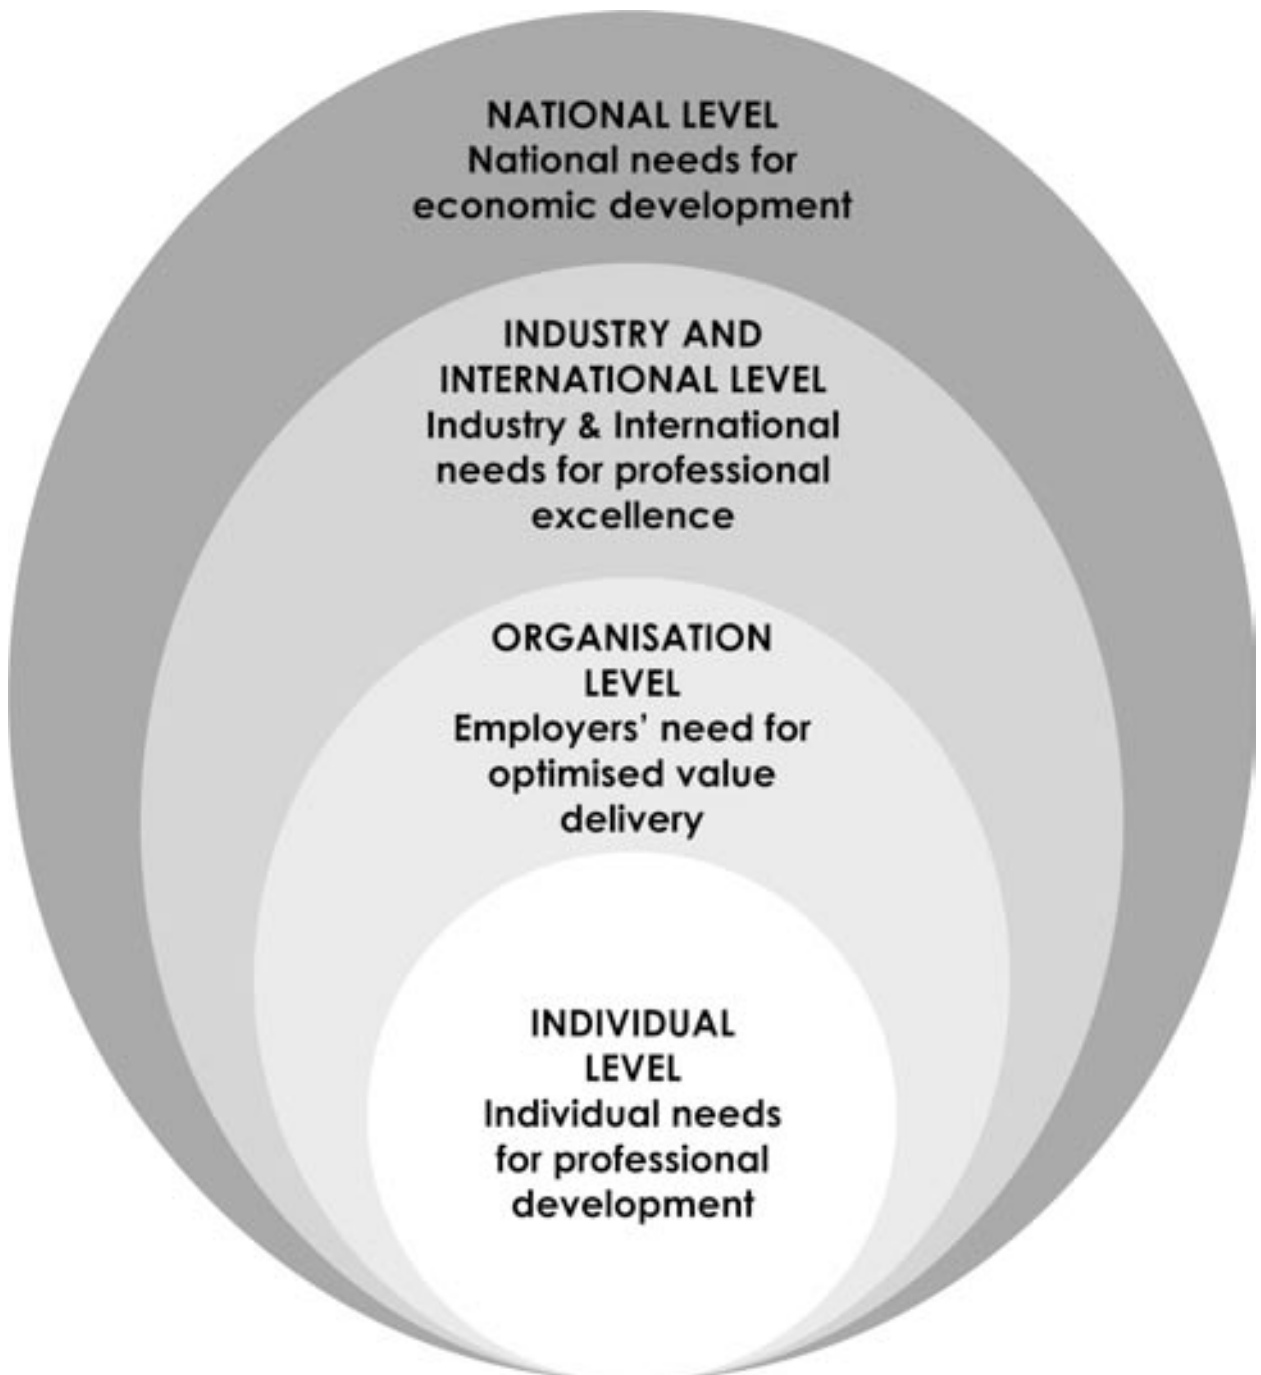 NATIONAL LEVEL
National needs for
economic development
INDUSTRY AND
INTERNATIONAL LEVEL
Industry & International
needs for professional
excellence
ORGANISATION
LEVEL
Employers’ need for
optimised value
delivery
INDIVIDUAL
LEVEL
Individual needs
for professional
development